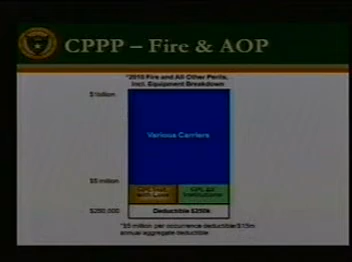 CPPP – Fire & AOP
*2010 Fire and All Other Perils,
Incl. Equipment Breakdown
$1billion
Various Carriers
$5 million
$250,000
Deductible $250k
*$5 million per occurrence deductible/$15m
annual aggregate deductible